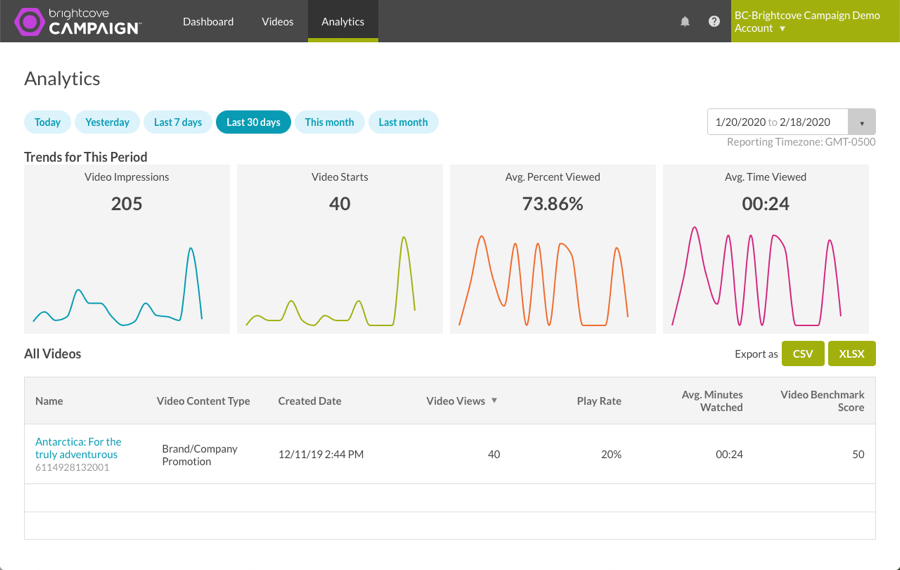 brightcove
CAMPAIGN™
Dashboard Videos Analytics
BC-Brightcove Campaign Demo
Account ▼
Analytics
Today Yesterday Last 7 days Last 30 days This month Last month
1/20/2020 to 2/18/2020
Reporting Timezone: GMT-0500
Trends for This Period
Video Impressions
205
Video Starts
40
Avg. Percent Viewed
73.86%
Avg. Time Viewed
00:24
All Videos
Export as CSV XLSX
Name
Video Content Type
Created Date
Video Views ▼
Play Rate
Avg. Minutes
Watched
Video Benchmark
Score
Antarctica: For the
truly adventurous
6114928132001
Brand/Company
Promotion
12/11/19 2:44 PM
40
20%
00:24
50